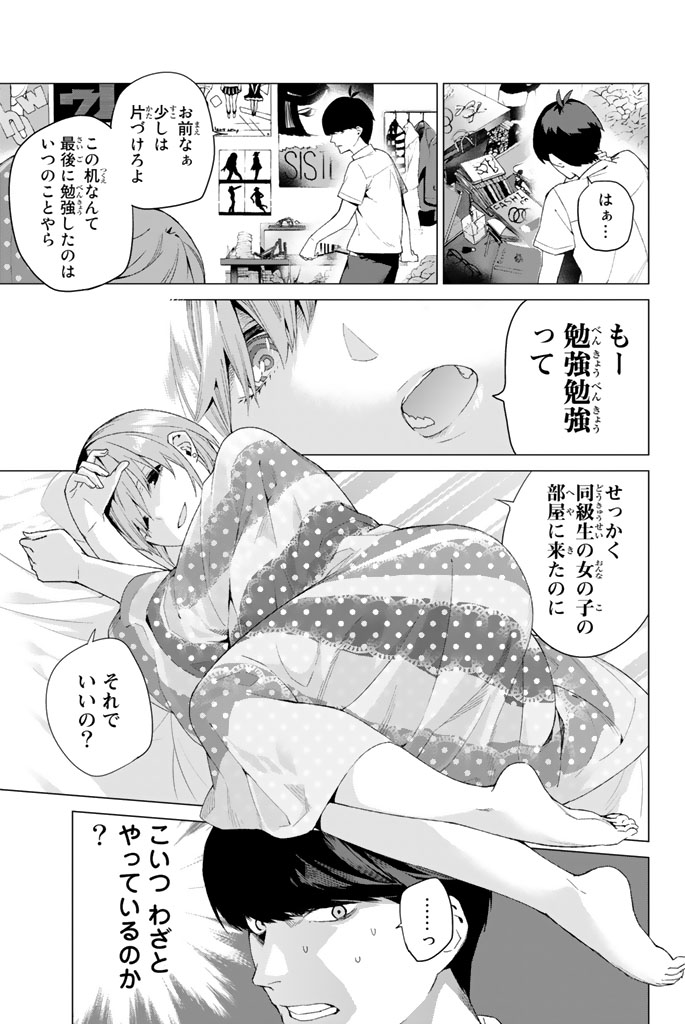 はぁ…
SIS
お前なぁ
少しは
片づけろよ
この机なんて
最後に勉強したのは
いつのことやら
もー
勉強勉強
って
せっかく
同級生の女の子の
部屋に来たのに
それで
いいの？
……っ
こいつ わざと
やっているのか
？